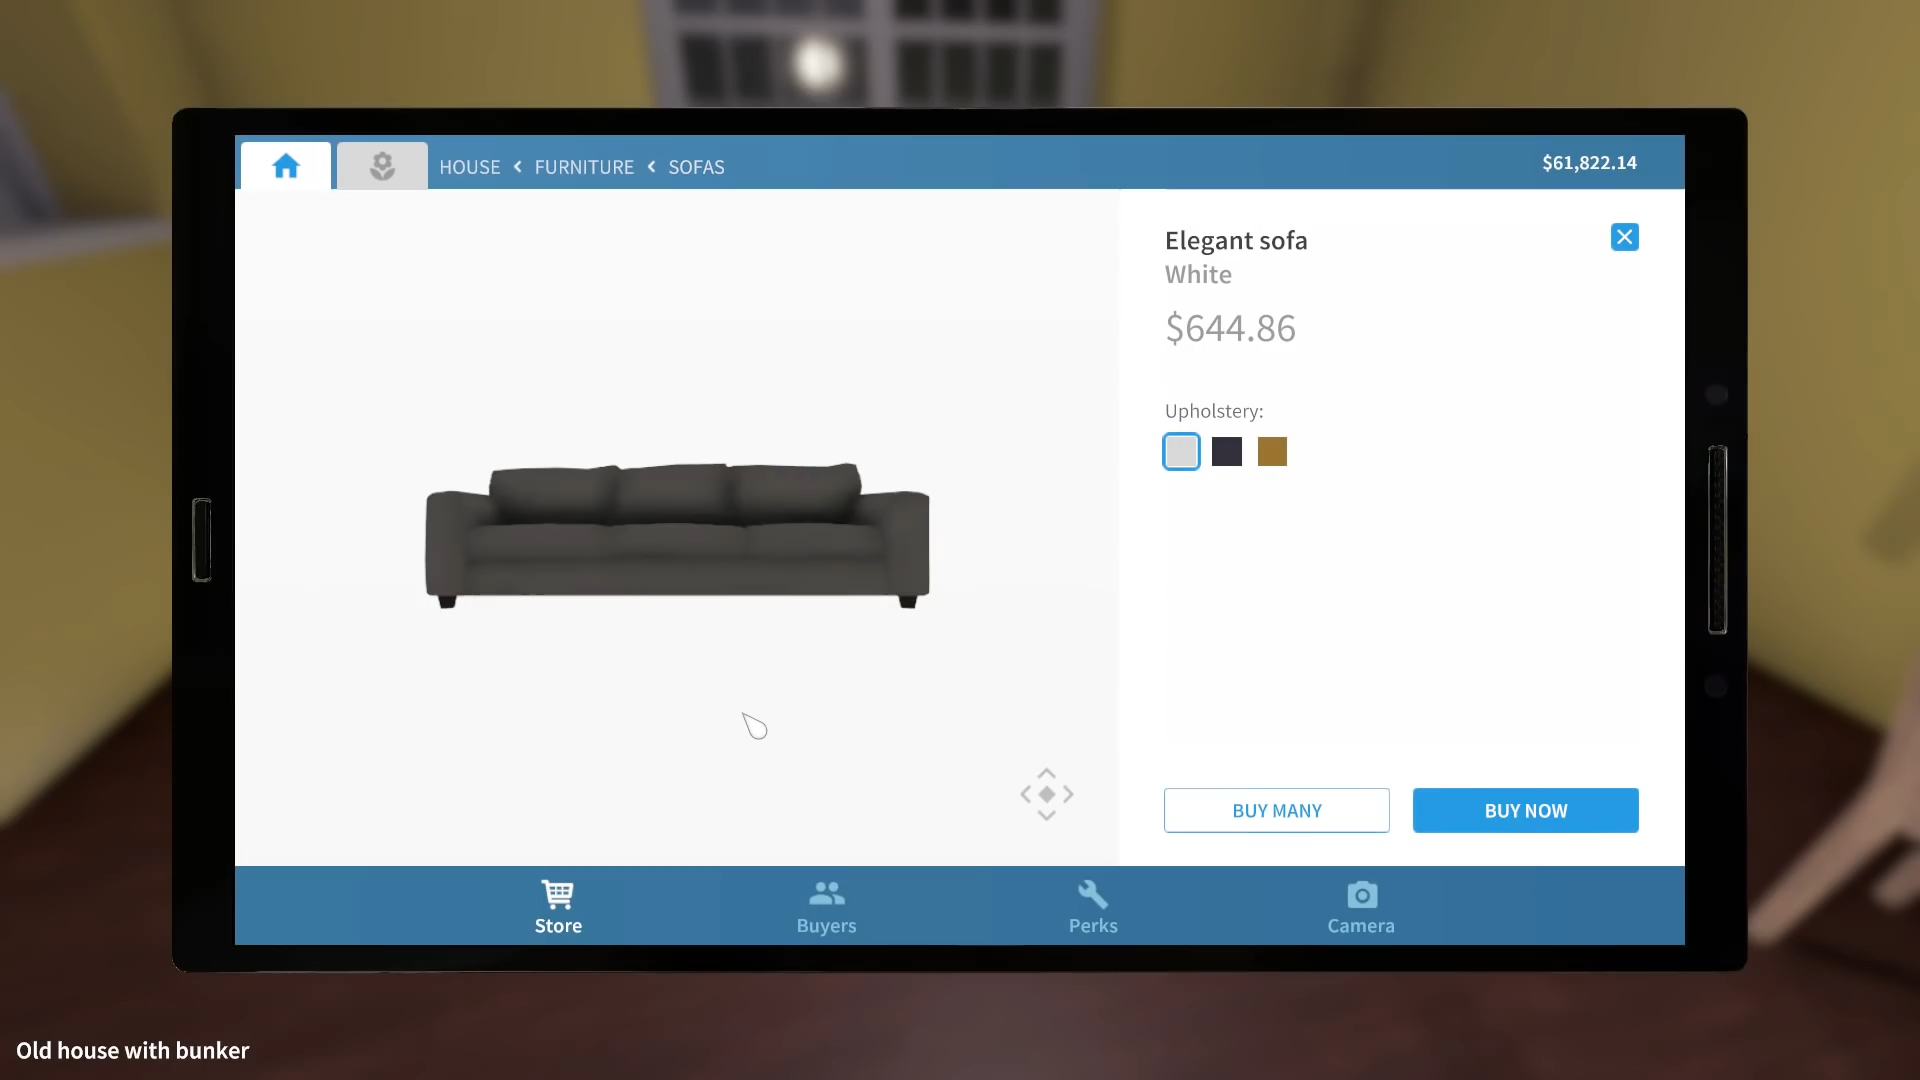 HOUSE < FURNITURE < SOFAS
$61,822.14
Elegant sofa
White
$644.86
Upholstery:
BUY MANY
BUY NOW
Store
Buyers
Perks
Camera
Old house with bunker